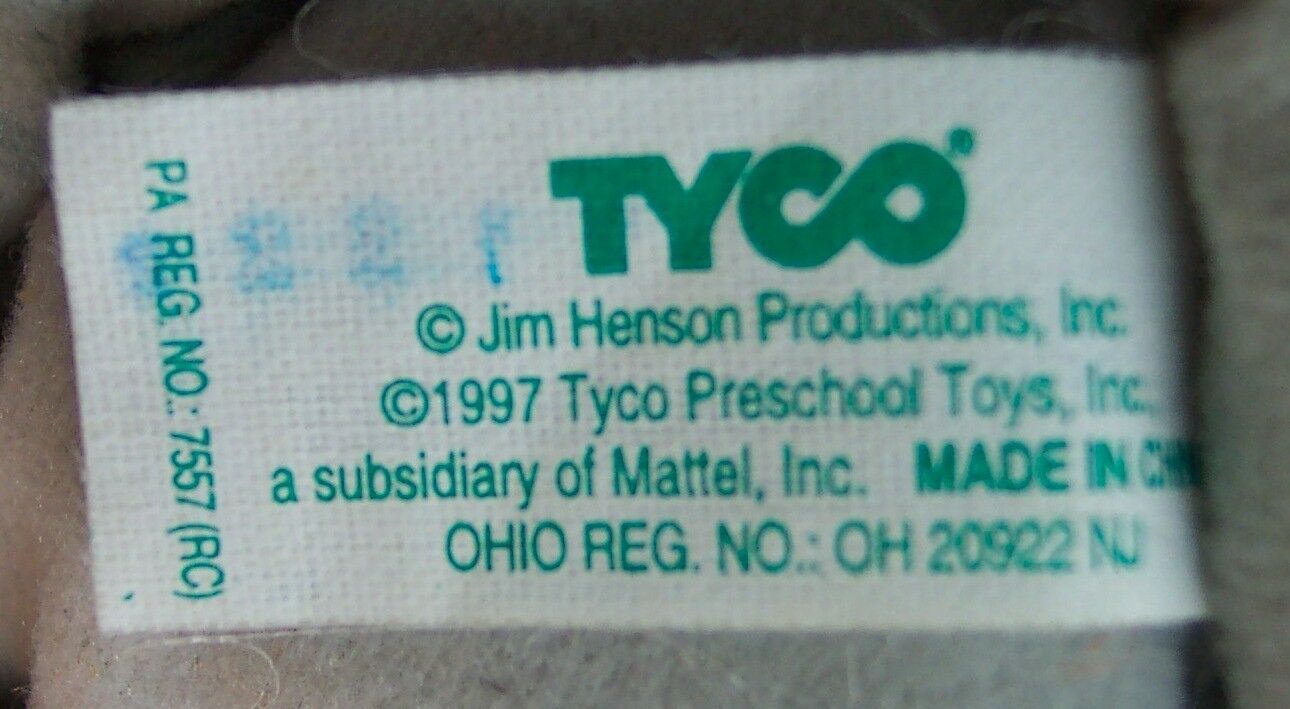 TYCO®
© Jim Henson Productions, Inc.
©1997 Tyco Preschool Toys, Inc.,
a subsidiary of Mattel, Inc. MADE IN
OHIO REG. NO.: OH 20922 NJ
PA REG. NO.: 7557 (RC)